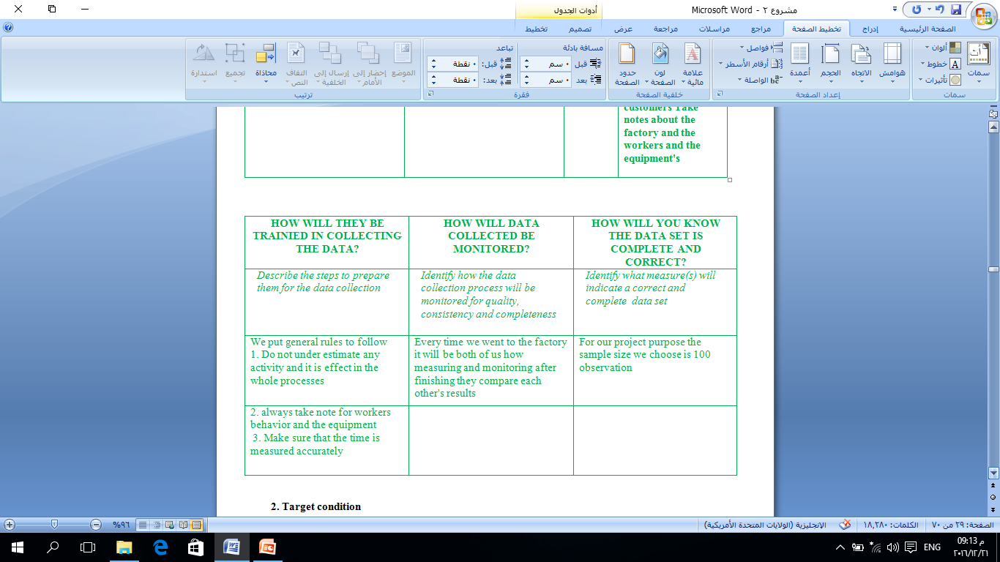 مشروع ٢ - Microsoft Word
أدوات الجدول
الصفحة الرئيسية
إدراج
تخطيط الصفحة
مراجع
مراسلات
مراجعة
عرض
تصميم
تخطيط
سمات
ألوان
خطوط
تأثيرات
سمات
هوامش
الاتجاه
الحجم
أعمدة
فواصل
أرقام الأسطر
الواصلة
إعداد الصفحة
علامة مائية
لون الصفحة
حدود الصفحة
خلفية الصفحة
مسافة بادئة
قبل
سم ٠
بعد
سم ٠
تباعد
قبل:
٠ نقطة
بعد:
٠ نقطة
فقرة
الموضع
إحضار إلى الأمام
إرسال إلى الخلفية
التفاف النص
محاذاة
تجميع
استدارة
ترتيب
customers Take
notes about the
factory and the
workers and the
equipment's
HOW WILL THEY BE
TRAINIED IN COLLECTING
THE DATA?
HOW WILL DATA
COLLECTED BE
MONITORED?
HOW WILL YOU KNOW
THE DATA SET IS
COMPLETE AND
CORRECT?
Describe the steps to prepare
them for the data collection
Identify how the data
collection process will be
monitored for quality,
consistency and completeness
Identify what measure(s) will
indicate a correct and
complete data set
We put general rules to follow
1. Do not under estimate any
activity and it is effect in the
whole processes
Every time we went to the factory
it will be both of us how
measuring and monitoring after
finishing they compare each
other's results
For our project purpose the
sample size we choose is 100
observation
2. always take note for workers
behavior and the equipment
3. Make sure that the time is
measured accurately
2. Target condition
الصفحة: ٢٩ من ٧٠
الكلمات: ١٨,٢٨٠
الإنجليزية (الولايات المتحدة الأمريكية)
٩٦%
ENG
09:13 م
٢٠١٦/١٢/٢١